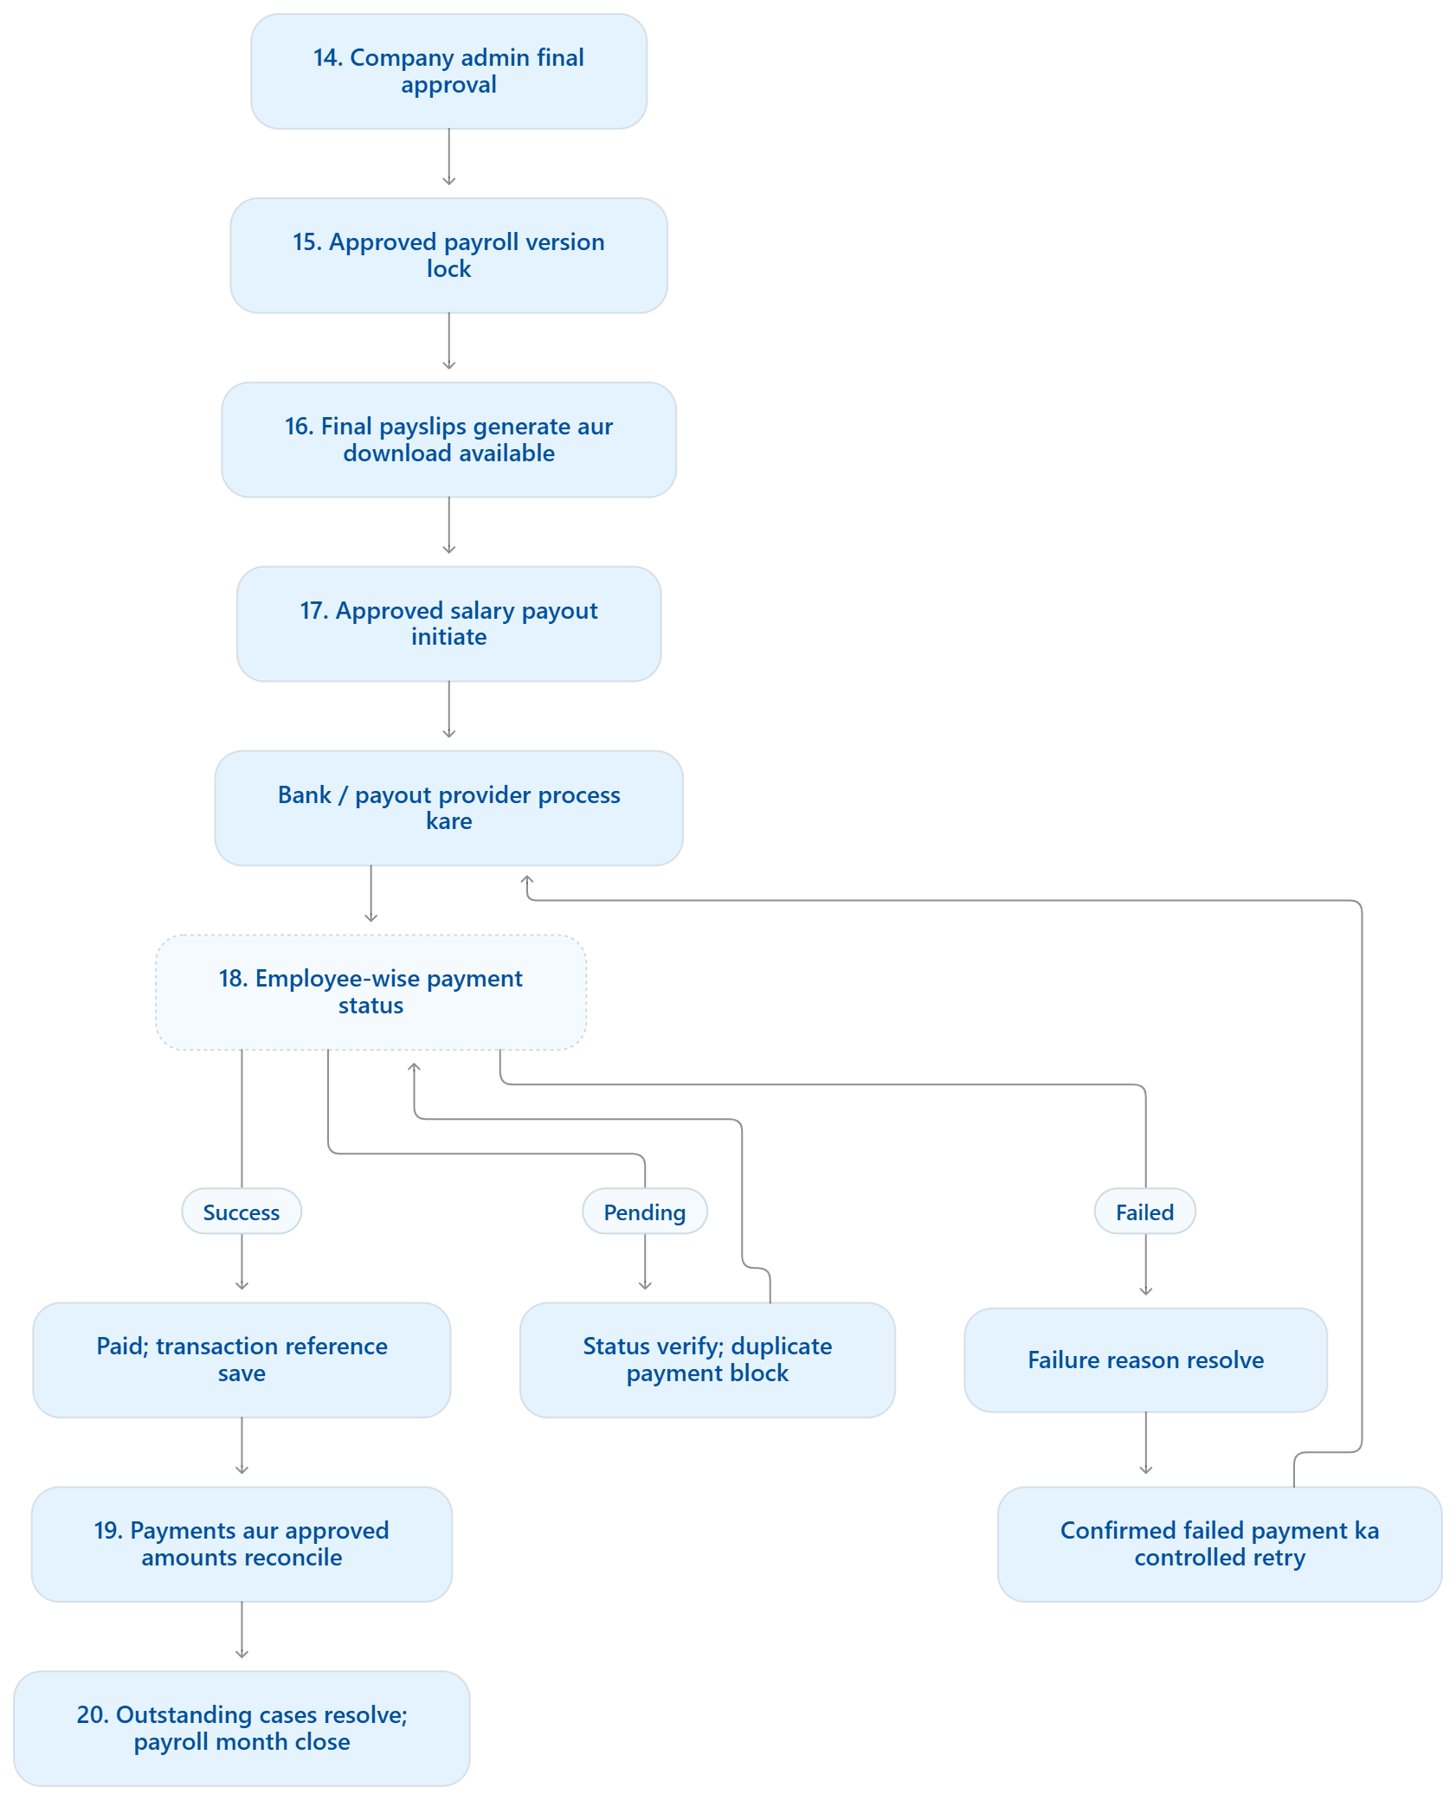 14. Company admin final
approval
15. Approved payroll version
lock
16. Final payslips generate aur
download available
17. Approved salary payout
initiate
Bank / payout provider process
kare
18. Employee-wise payment
status
Success
Pending
Failed
Paid; transaction reference
save
Status verify; duplicate
payment block
Failure reason resolve
19. Payments aur approved
amounts reconcile
Confirmed failed payment ka
controlled retry
20. Outstanding cases resolve;
payroll month close